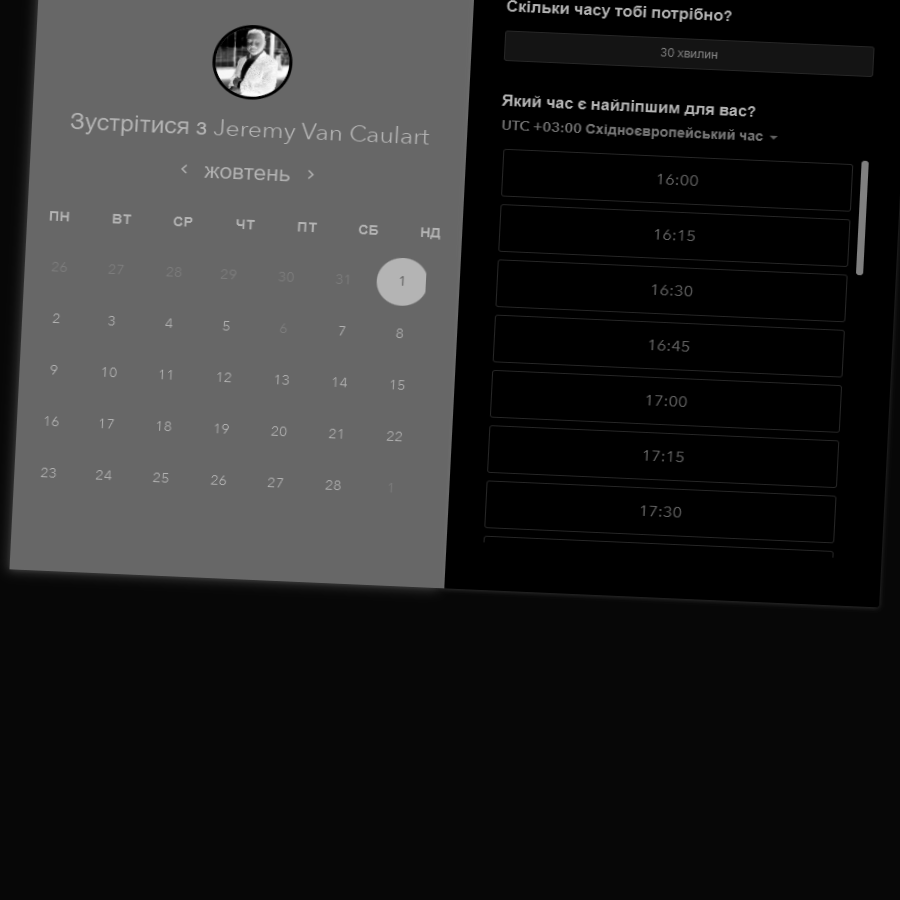 Зустрітися з Jeremy Van Caulart
жовтень
ПН ВТ СР ЧТ ПТ СБ НД
26 27 28 29 30 31 1
2 3 4 5 6 7 8
9 10 11 12 13 14 15
16 17 18 19 20 21 22
23 24 25 26 27 28 1
Скільки часу тобі потрібно?
30 хвилин
Який час є найліпшим для вас?
UTC +03:00 Східноєвропейський час
16:00
16:15
16:30
16:45
17:00
17:15
17:30